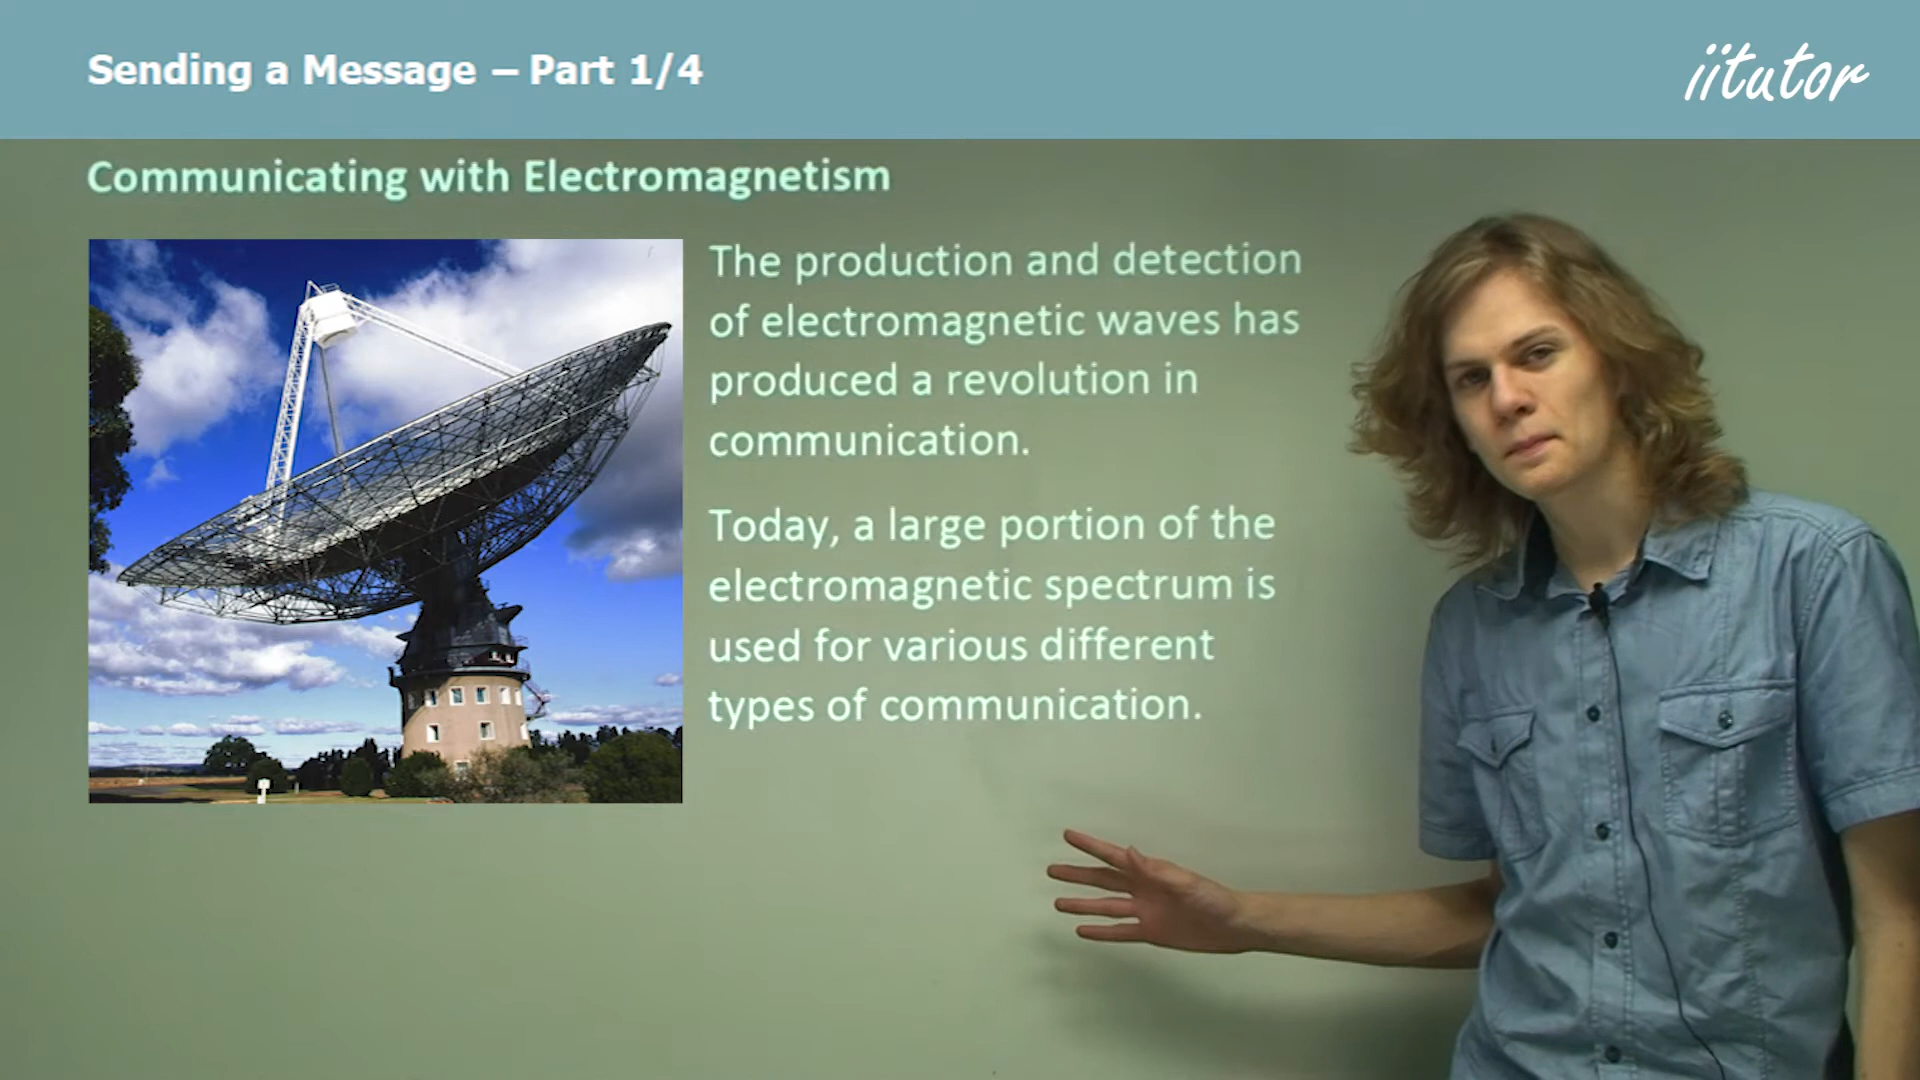 Sending a Message – Part 1/4
iitutor
Communicating with Electromagnetism
The production and detection
of electromagnetic waves has
produced a revolution in
communication.
Today, a large portion of the
electromagnetic spectrum is
used for various different
types of communication.